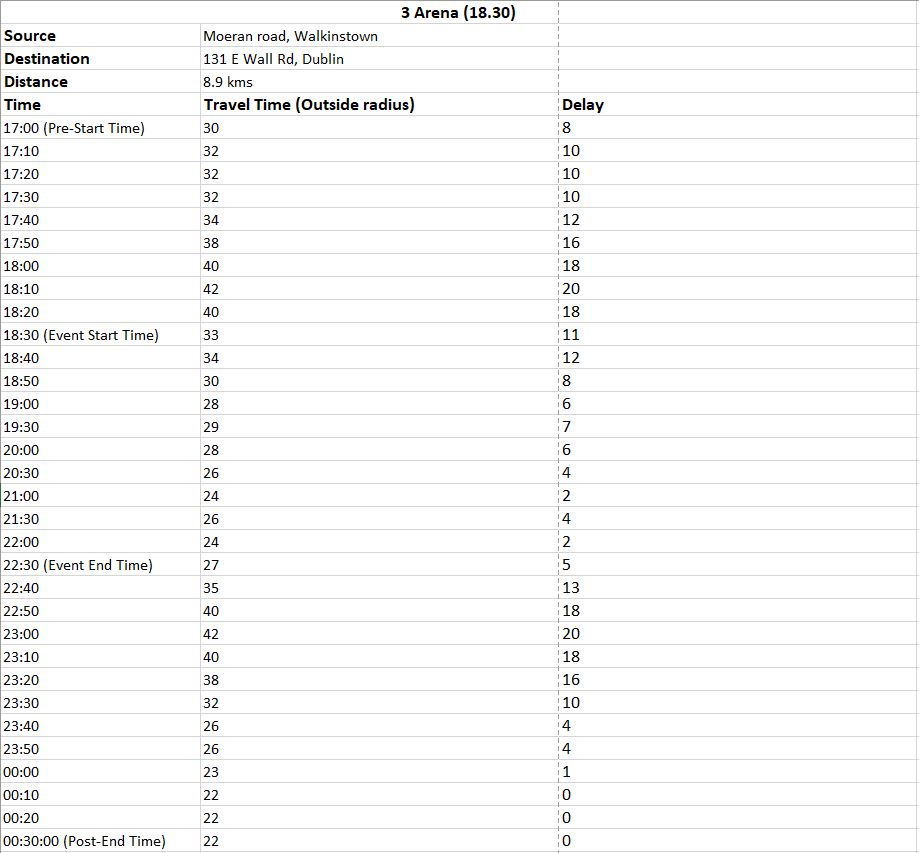 3 Arena (18.30)
Source Moeran road, Walkinstown
Destination 131 E Wall Rd, Dublin
Distance 8.9 kms
Time Travel Time (Outside radius) Delay
17:00 (Pre-Start Time) 30 8
17:10 32 10
17:20 32 10
17:30 32 10
17:40 34 12
17:50 38 16
18:00 40 18
18:10 42 20
18:20 40 18
18:30 (Event Start Time) 33 11
18:40 34 12
18:50 30 8
19:00 28 6
19:30 29 7
20:00 28 6
20:30 26 4
21:00 24 2
21:30 26 4
22:00 24 2
22:30 (Event End Time) 27 5
22:40 35 13
22:50 40 18
23:00 42 20
23:10 40 18
23:20 38 16
23:30 32 10
23:40 26 4
23:50 26 4
00:00 23 1
00:10 22 0
00:20 22 0
00:30:00 (Post-End Time) 22 0